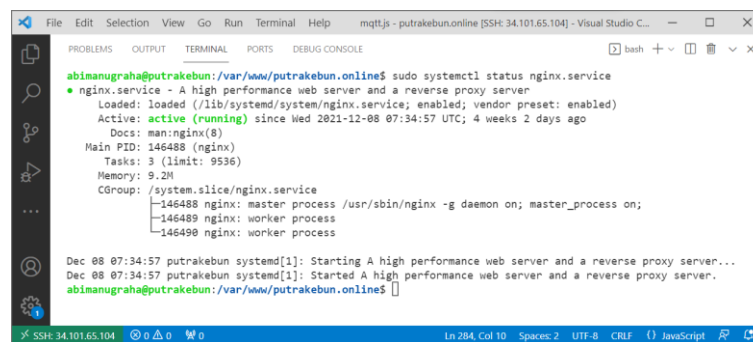 File Edit Selection View Go Run Terminal Help mqtt.js - putrakebun.online [SSH: 34.101.65.104] - Visual Studio C...
PROBLEMS OUTPUT TERMINAL PORTS DEBUG CONSOLE bash
abimanugraha@putrakebun:/var/www/putrakebun.online$ sudo systemctl status nginx.service
● nginx.service - A high performance web server and a reverse proxy server
Loaded: loaded (/lib/systemd/system/nginx.service; enabled; vendor preset: enabled)
Active: active (running) since Wed 2021-12-08 07:34:57 UTC; 4 weeks 2 days ago
Docs: man:nginx(8)
Main PID: 146488 (nginx)
Tasks: 3 (limit: 9536)
Memory: 9.2M
CGroup: /system.slice/nginx.service
├─146488 nginx: master process /usr/sbin/nginx -g daemon on; master_process on;
├─146489 nginx: worker process
└─146490 nginx: worker process
Dec 08 07:34:57 putrakebun systemd[1]: Starting A high performance web server and a reverse proxy server...
Dec 08 07:34:57 putrakebun systemd[1]: Started A high performance web server and a reverse proxy server.
abimanugraha@putrakebun:/var/www/putrakebun.online$
1
SSH: 34.101.65.104 0 0 0 Ln 284, Col 10 Spaces: 2 UTF-8 CRLF {} JavaScript